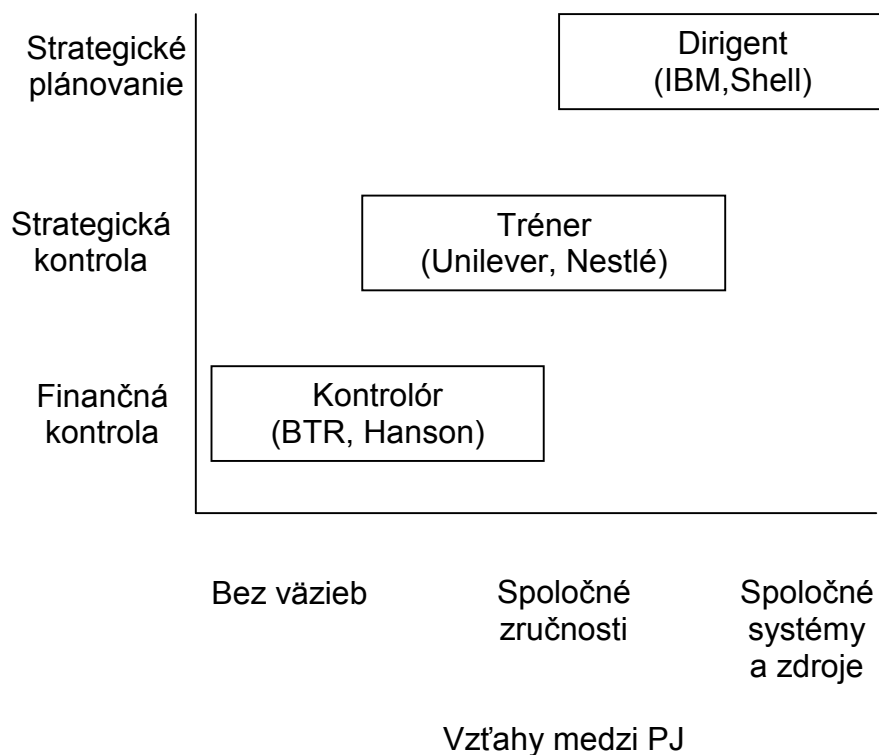 Strategické
plánovanie
Dirigent
(IBM,Shell)
Strategická
kontrola
Tréner
(Unilever, Nestlé)
Finančná
kontrola
Kontrolór
(BTR, Hanson)
Bez väzieb
Spoločné
zručnosti
Spoločné
systémy
a zdroje
Vzťahy medzi PJ